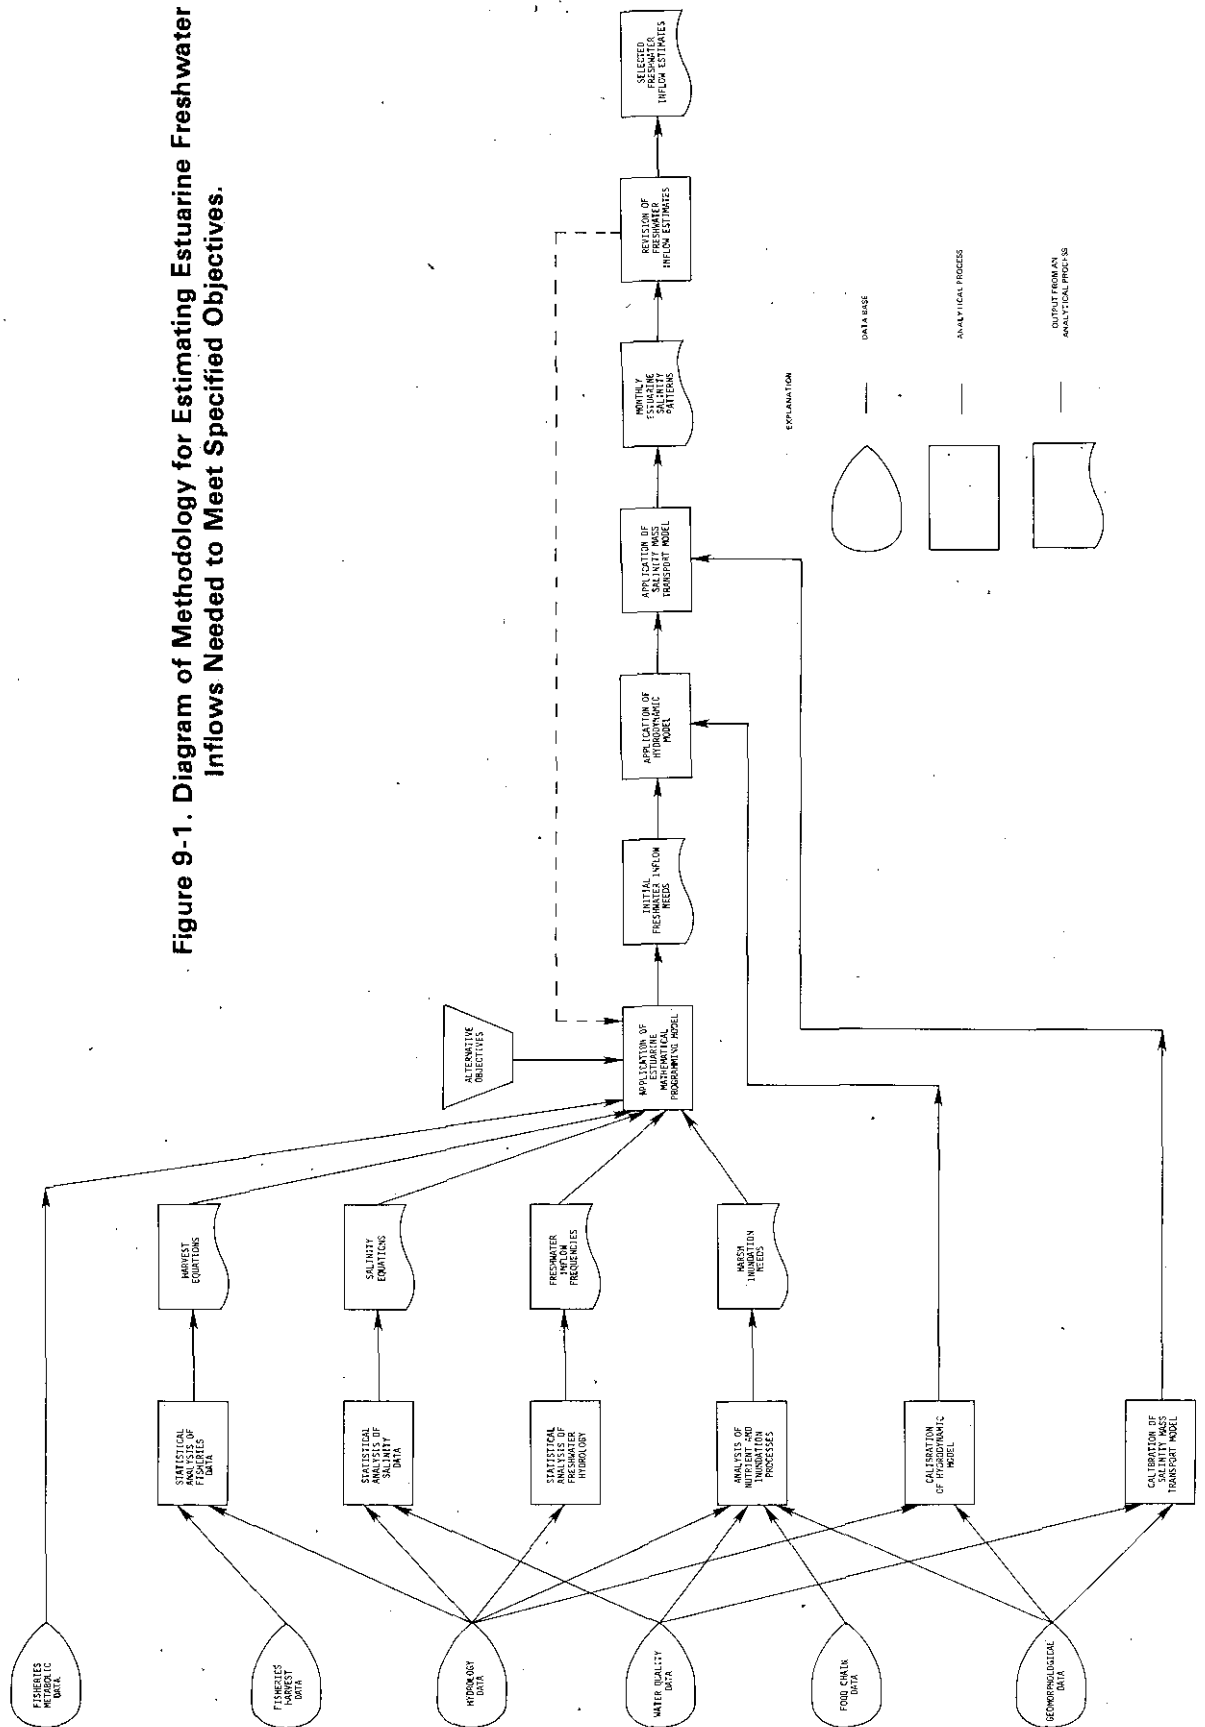 Figure 9-1. Diagram of Methodology for Estimating Estuarine Freshwater
Inflows Needed to Meet Specified Objectives.
FISHERIES
METABOLIC
DATA
FISHERIES
HARVEST
DATA
HYDROLOGY
DATA
WATER QUALITY
DATA
FOOD CHAIN
DATA
GEOMORPHOLOGICAL
DATA
STATISTICAL
ANALYSIS OF
FISHERIES
DATA
STATISTICAL
ANALYSIS OF
SALINITY
DATA
STATISTICAL
ANALYSIS OF
FRESHWATER
HYDROLOGY
ANALYSIS OF
NUTRIENT AND
INUNDATION
PROCESSES
CALIBRATION
OF HYDRODYNAMIC
MODEL
CALIBRATION OF
SALINITY MASS
TRANSPORT MODEL
HARVEST
EQUATIONS
SALINITY
EQUATIONS
FRESHWATER
INFLOW
FREQUENCIES
MARSH
INUNDATION
NEEDS
ALTERNATIVE
OBJECTIVES
APPLICATION OF
ESTUARINE
MATHEMATICAL
PROGRAMMING MODEL
INITIAL
FRESHWATER INFLOW
NEEDS
APPLICATION OF
HYDRODYNAMIC
MODEL
APPLICATION OF
SALINITY MASS
TRANSPORT MODEL
MONTHLY
ESTUARINE
SALINITY
PATTERNS
REVISION OF
FRESHWATER
INFLOW ESTIMATES
SELECTED
FRESHWATER
INFLOW ESTIMATES
EXPLANATION
DATA BASE
ANALYTICAL PROCESS
OUTPUT FROM AN
ANALYTICAL PROCESS